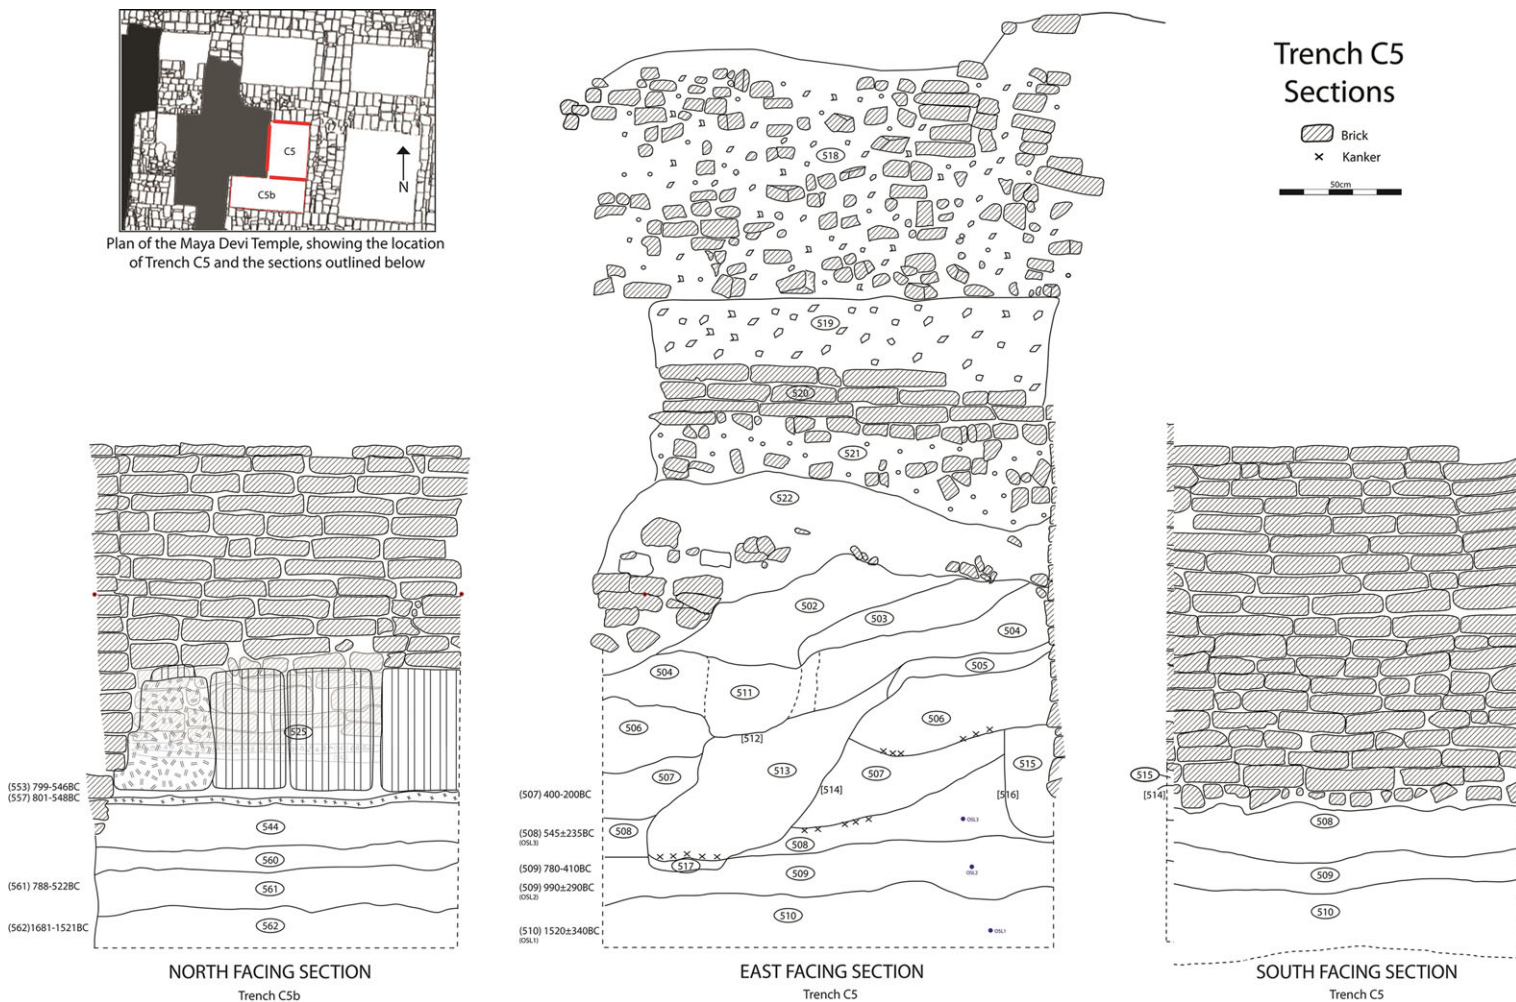 Trench C5
Sections
Brick
Kanker
50cm
C5
C5b
N
Plan of the Maya Devi Temple, showing the location
of Trench C5 and the sections outlined below
525
(553) 799-546BC
(557) 801-548BC
544
560
(561) 788-522BC
561
(562)1681-1521BC
562
NORTH FACING SECTION
Trench C5b
518
519
520
521
522
502
503
504
504
505
511
506
506
[512]
507
513
507
515
[514]
[516]
(507) 400-200BC
OSL3
508
(508) 545±235BC
(OSL3)
508
517
(509) 780-410BC
509
OSL2
(509) 990±290BC
(OSL2)
510
(510) 1520±340BC
(OSL1)
OSL1
EAST FACING SECTION
Trench C5
515
[514]
508
509
510
SOUTH FACING SECTION
Trench C5